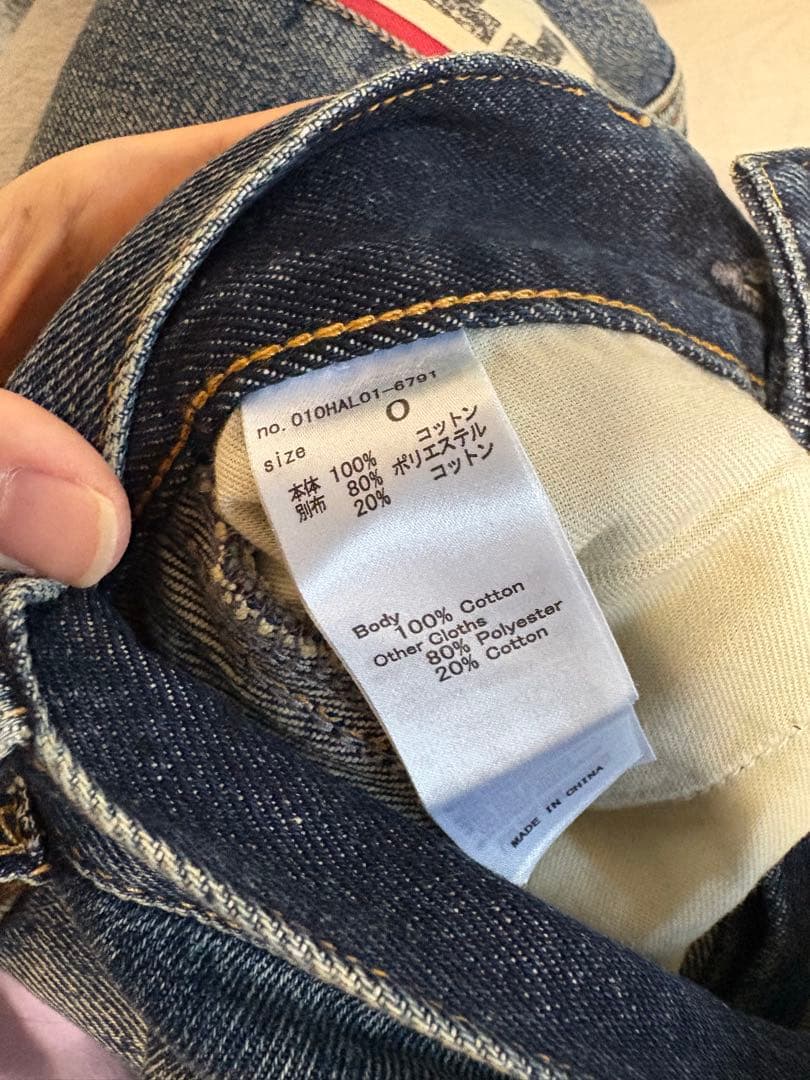 no. 010HAL01-6791
size O
本体 100% コットン
別布 80% ポリエステル
20% コットン
Body
100% Cotton
Other Cloths
80% Polyester
20% Cotton
MADE IN CHINA